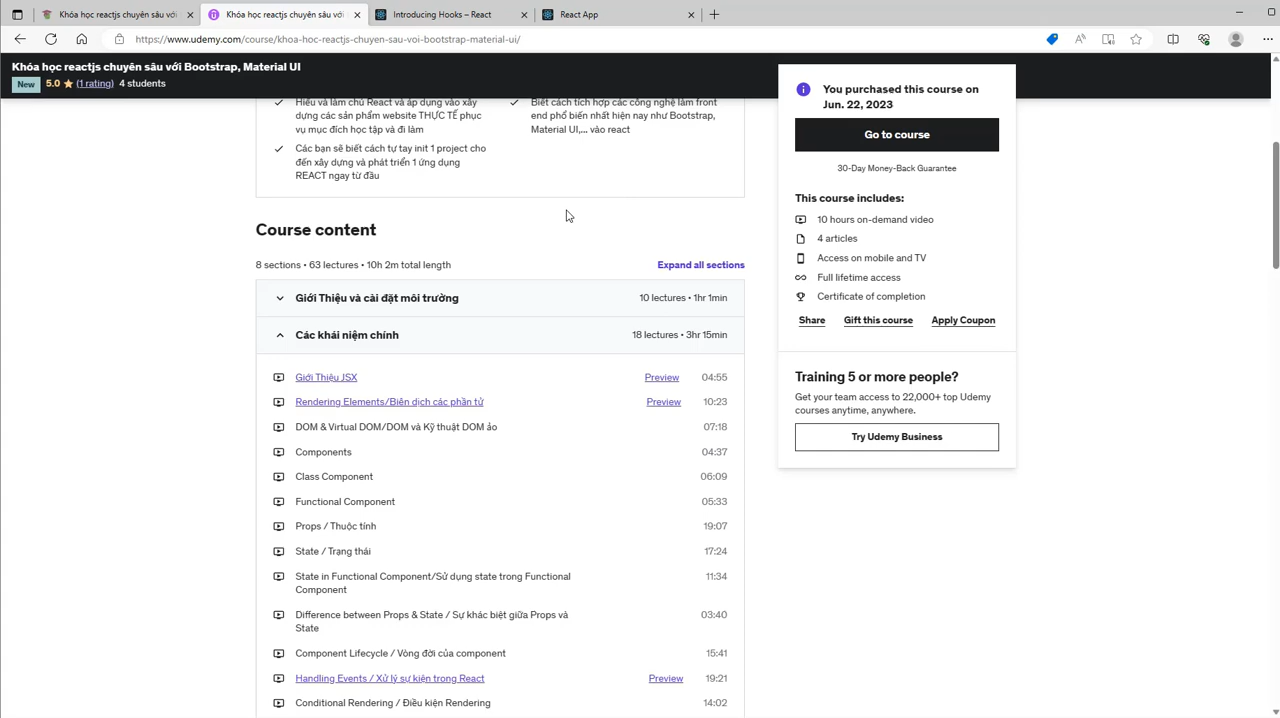 Khóa học reactjs chuyên sâu với
Khóa học reactjs chuyên sâu với
Introducing Hooks – React
React App
https://www.udemy.com/course/khoa-hoc-reactjs-chuyen-sau-voi-bootstrap-material-ui/
Khóa học reactjs chuyên sâu với Bootstrap, Material UI
New 5.0 (1 rating) 4 students
Hiểu và làm chủ React và áp dụng vào xây
dựng các sản phẩm website THỰC TẾ phục
vụ mục đích học tập và đi làm
Biết cách tích hợp các công nghệ làm front
end phổ biến nhất hiện nay như Bootstrap,
Material UI,... vào react
Các bạn sẽ biết cách tự tay init 1 project cho
đến xây dựng và phát triển 1 ứng dụng
REACT ngay từ đầu
Course content
8 sections • 63 lectures • 10h 2m total length
Expand all sections
Giới Thiệu và cài đặt môi trường 10 lectures • 1hr 1min
Các khái niệm chính 18 lectures • 3hr 15min
Giới Thiệu JSX Preview 04:55
Rendering Elements/Biên dịch các phần tử Preview 10:23
DOM & Virtual DOM/DOM và Kỹ thuật DOM ảo 07:18
Components 04:37
Class Component 06:09
Functional Component 05:33
Props / Thuộc tính 19:07
State / Trạng thái 17:24
State in Functional Component/Sử dụng state trong Functional 11:34
Component
Difference between Props & State / Sự khác biệt giữa Props và 03:40
State
Component Lifecycle / Vòng đời của component 15:41
Handling Events / Xử lý sự kiện trong React Preview 19:21
Conditional Rendering / Điều kiện Rendering 14:02
You purchased this course on
Jun. 22, 2023
Go to course
30-Day Money-Back Guarantee
This course includes:
10 hours on-demand video
4 articles
Access on mobile and TV
Full lifetime access
Certificate of completion
Share Gift this course Apply Coupon
Training 5 or more people?
Get your team access to 22,000+ top Udemy
courses anytime, anywhere.
Try Udemy Business